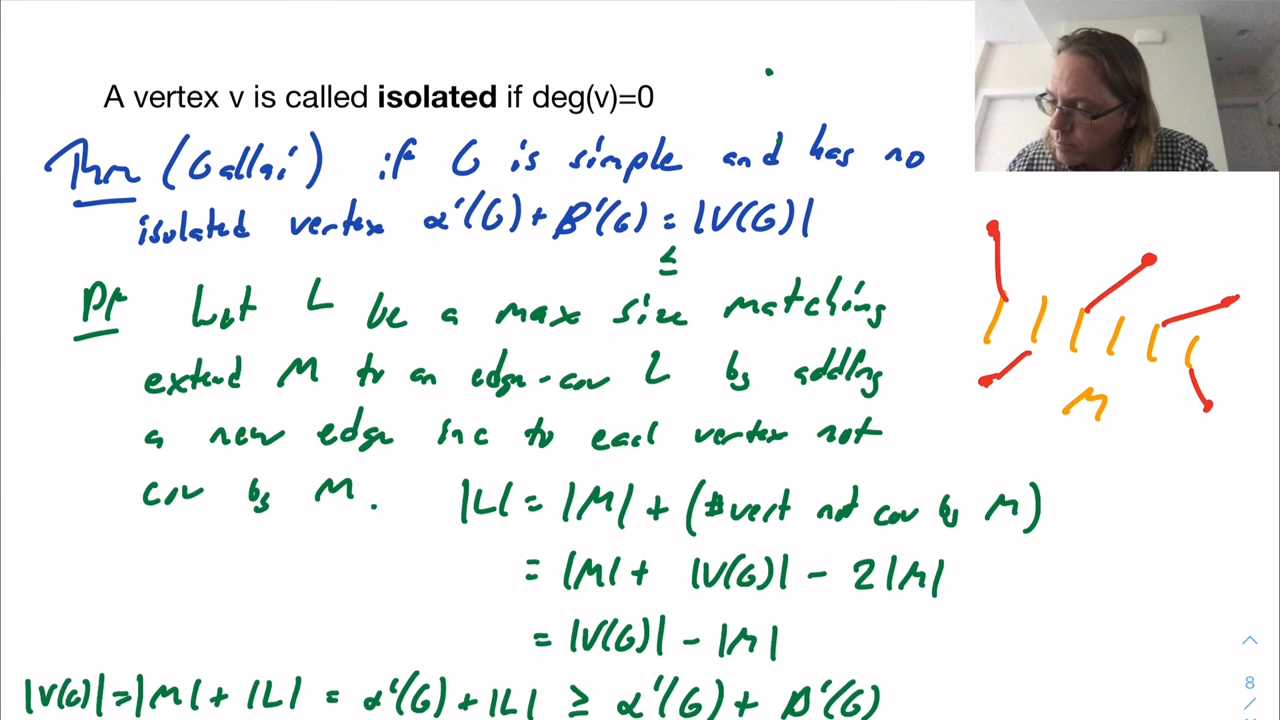 A vertex v is called isolated if deg(v)=0
Thm (Gallai) if G is simple and has no
isolated vertex α'(G) + β'(G) = |V(G)|
≤
Pf Let L be a max size matching
extend M to an edge-cov L by adding
a new edge inc to each vertex not
cov by M.
|L| = |M| + (#vert not cov by M)
= |M| + |V(G)| - 2|M|
= |V(G)| - |M|
|V(G)| = |M| + |L| = α'(G) + |L| ≥ α'(G) + β'(G)
M
8
/